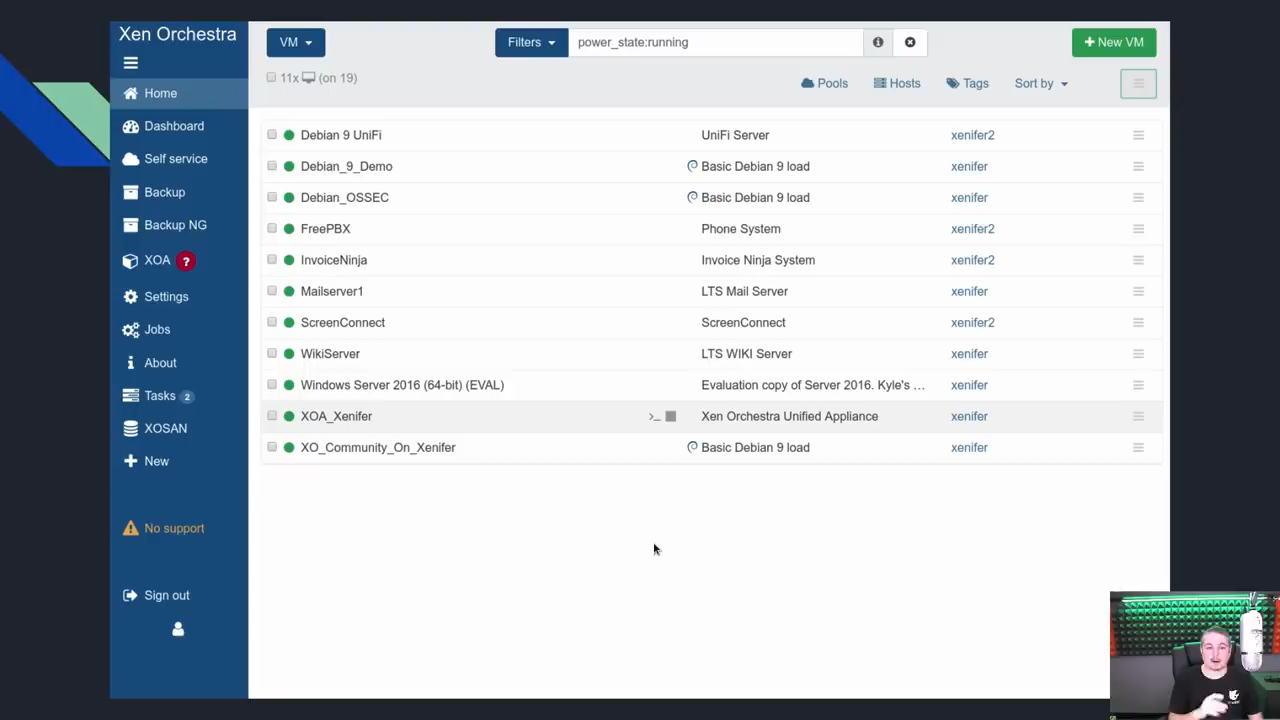 Xen Orchestra
Home
Dashboard
Self service
Backup
Backup NG
XOA ?
Settings
Jobs
About
Tasks 2
XOSAN
New
No support
Sign out
VM
Filters power_state:running
+ New VM
11x (on 19)
Pools Hosts Tags Sort by
Debian 9 UniFi UniFi Server xenifer2
Debian_9_Demo Basic Debian 9 load xenifer
Debian_OSSEC Basic Debian 9 load xenifer
FreePBX Phone System xenifer2
InvoiceNinja Invoice Ninja System xenifer2
Mailserver1 LTS Mail Server xenifer
ScreenConnect ScreenConnect xenifer2
WikiServer LTS WIKI Server xenifer
Windows Server 2016 (64-bit) (EVAL) Evaluation copy of Server 2016. Kyle's ... xenifer
XOA_Xenifer >_ Xen Orchestra Unified Appliance xenifer
XO_Community_On_Xenifer Basic Debian 9 load xenifer